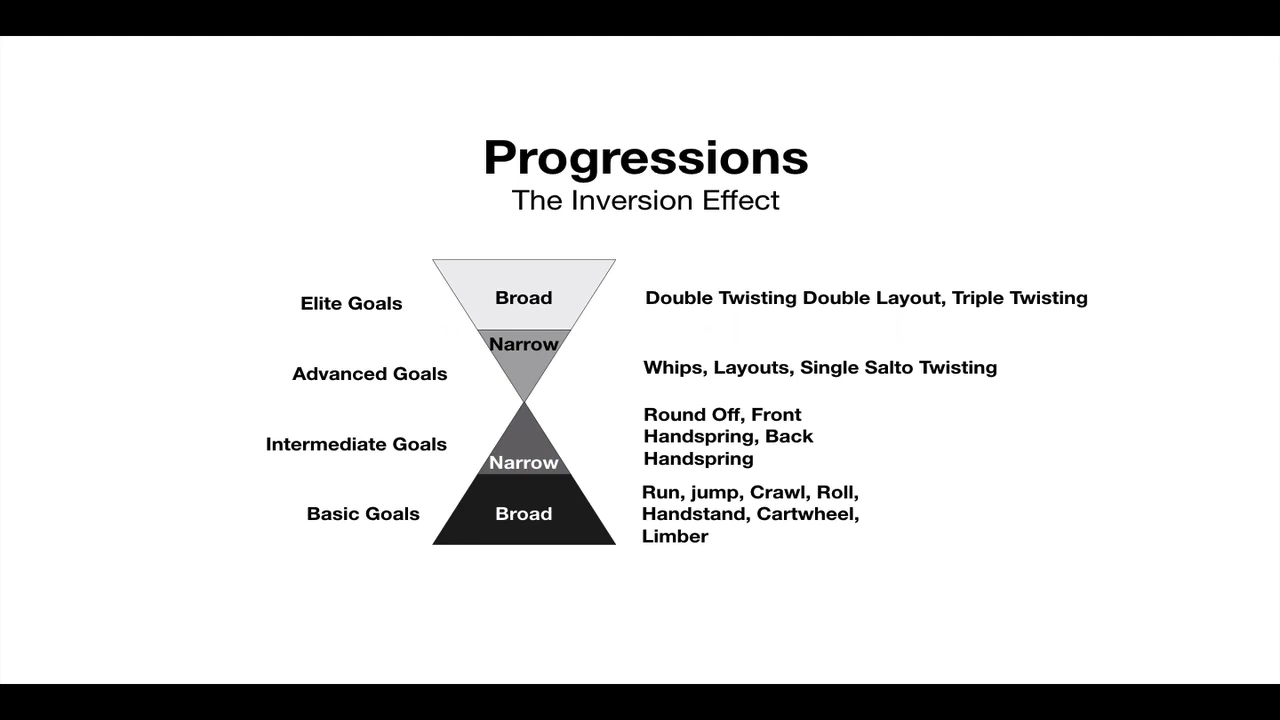 Progressions
The Inversion Effect
Elite Goals
Broad
Double Twisting Double Layout, Triple Twisting
Narrow
Advanced Goals
Whips, Layouts, Single Salto Twisting
Intermediate Goals
Narrow
Round Off, Front
Handspring, Back
Handspring
Basic Goals
Broad
Run, jump, Crawl, Roll,
Handstand, Cartwheel,
Limber